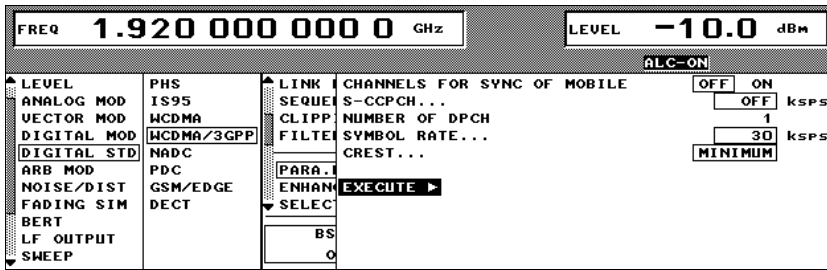 FREQ 1.920 000 000 0 GHz LEVEL -10.0 dBm
ALC-ON
LEVEL
ANALOG MOD
VECTOR MOD
DIGITAL MOD
DIGITAL STD
ARB MOD
NOISE/DIST
FADING SIM
BERT
LF OUTPUT
SWEEP
PHS
IS95
WCDMA
WCDMA/3GPP
NADC
PDC
GSM/EDGE
DECT
LINK
SEQUE
CLIPP
FILTE
PARA.
ENHAN
SELEC
BS
CHANNELS FOR SYNC OF MOBILE OFF ON
S-CCPCH... OFF ksps
NUMBER OF DPCH 1
SYMBOL RATE... 30 ksps
CREST... MINIMUM
EXECUTE ►